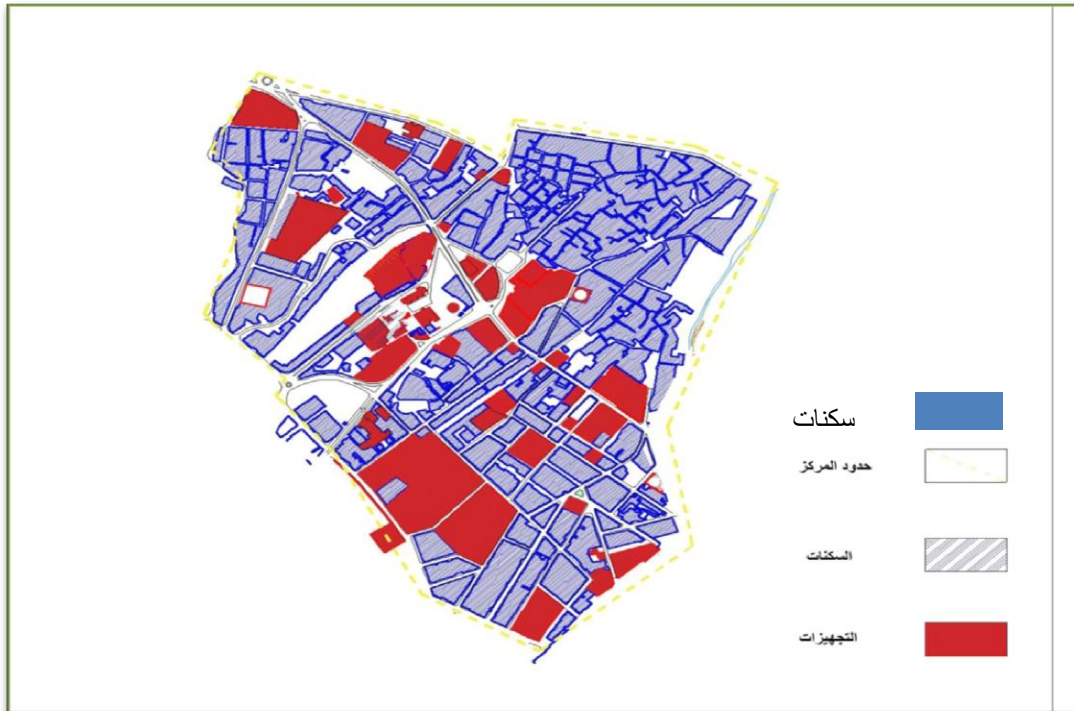 سكنات
حدود المركز
السكنات
التجهيزات